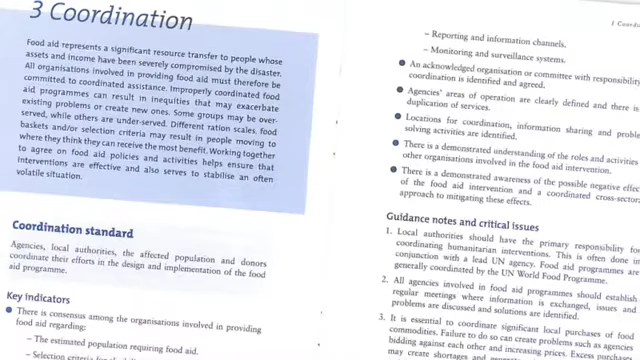 3 Coordination
Food aid represents a significant resource transfer to people whose
assets and income have been severely compromised by the disaster.
All organisations involved in providing food aid must therefore be
committed to coordinated assistance. Improperly coordinated food
aid programmes can result in inequities that may exacerbate
existing problems or create new ones. Some groups may be over-
served, while others are under-served. Different ration scales, food
baskets and/or selection criteria may result in people moving to
where they think they can receive the most benefit. Working together
to agree on food aid policies and activities helps ensure that
interventions are effective and also serves to stabilise an often
volatile situation.
Coordination standard
Agencies, local authorities, the affected population and donors
coordinate their efforts in the design and implementation of the food
aid programme.
Key indicators
● There is consensus among the organisations involved in providing
food aid regarding:
– The estimated population requiring food aid.
– Selection criteria for
3
– Reporting and information channels.
– Monitoring and surveillance systems.
● An acknowledged organisation or committee with responsibility
coordination is identified and agreed.
● Agencies' areas of operation are clearly defined and there is
duplication of services.
● Locations for coordination, information sharing and
solving activities are identified.
● There is a demonstrated understanding of the roles and activities
other organisations involved in the food aid intervention.
● There is a demonstrated awareness of the possible negative
of the food aid intervention and a coordinated
approach to mitigating these effects.
Guidance notes and critical issues
1. Local authorities should have the primary responsibility for
coordinating humanitarian interventions. This is often done in
conjunction with a lead UN agency. Food aid programmes are
generally coordinated by the UN World Food Programme.
2. All agencies involved in food aid programmes should establish
regular meetings where information is exchanged, issues and
problems are discussed and solutions are identified.
3. It is essential to coordinate significant local purchases of food
commodities. Failure to do so can create problems such as agencies
bidding against each other and increasing prices. Excess purchases
may create shortages and